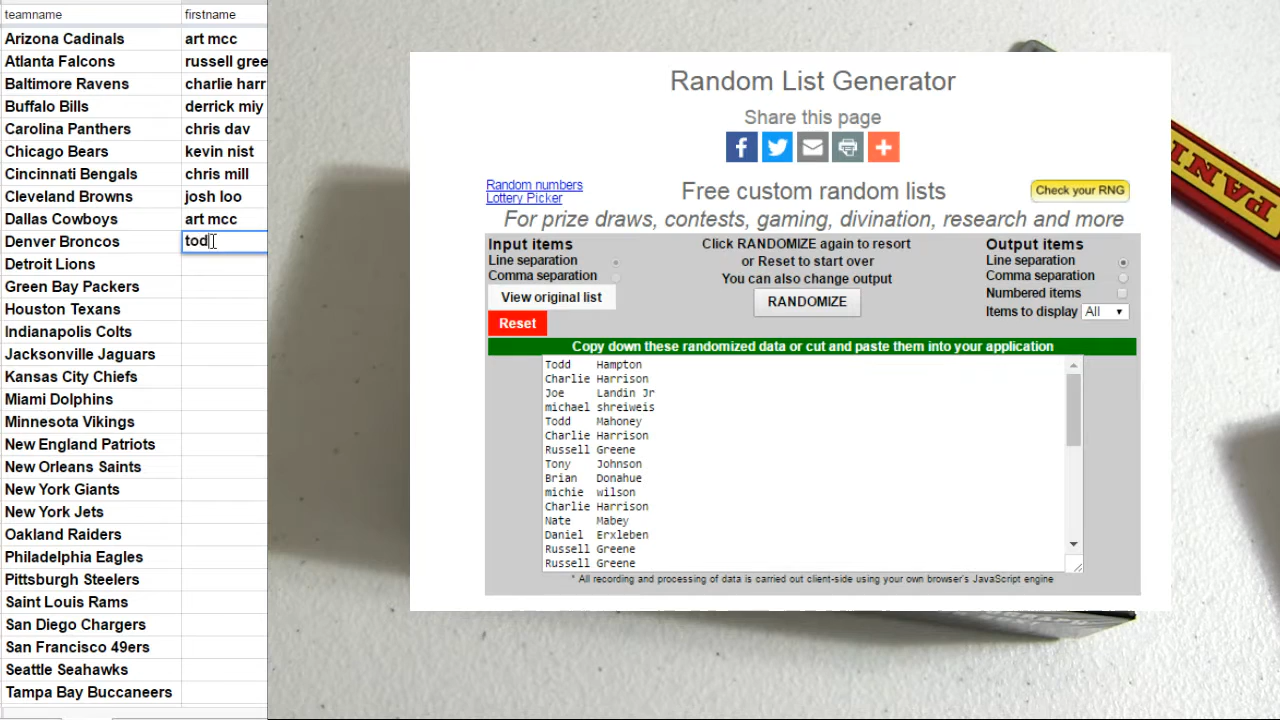 teamname firstname
Arizona Cadinals art mcc
Atlanta Falcons russell gree
Baltimore Ravens charlie harr
Buffalo Bills derrick miy
Carolina Panthers chris dav
Chicago Bears kevin nist
Cincinnati Bengals chris mill
Cleveland Browns josh loo
Dallas Cowboys art mcc
Denver Broncos tod
Detroit Lions
Green Bay Packers
Houston Texans
Indianapolis Colts
Jacksonville Jaguars
Kansas City Chiefs
Miami Dolphins
Minnesota Vikings
New England Patriots
New Orleans Saints
New York Giants
New York Jets
Oakland Raiders
Philadelphia Eagles
Pittsburgh Steelers
Saint Louis Rams
San Diego Chargers
San Francisco 49ers
Seattle Seahawks
Tampa Bay Buccaneers
Random List Generator
Share this page
Random numbers
Lottery Picker
Free custom random lists
Check your RNG
For prize draws, contests, gaming, divination, research and more
Input items
Line separation
Comma separation
View original list
Reset
Click RANDOMIZE again to resort
or Reset to start over
You can also change output
RANDOMIZE
Output items
Line separation
Comma separation
Numbered items
Items to display All
Copy down these randomized data or cut and paste them into your application
Todd Hampton
Charlie Harrison
Joe Landin Jr
michael shreiweis
Todd Mahoney
Charlie Harrison
Russell Greene
Tony Johnson
Brian Donahue
michie wilson
Charlie Harrison
Nate Mabey
Daniel Erxleben
Russell Greene
Russell Greene
* All recording and processing of data is carried out client-side using your own browser's JavaScript engine
PANINI